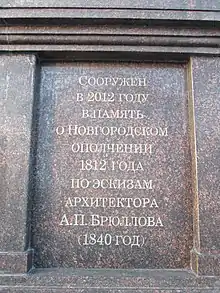 Сооружен
в 2012 году
в память
о Новгородском
ополчении
1812 года
по эскизам
архитектора
А.П. Брюллова
(1840 год)